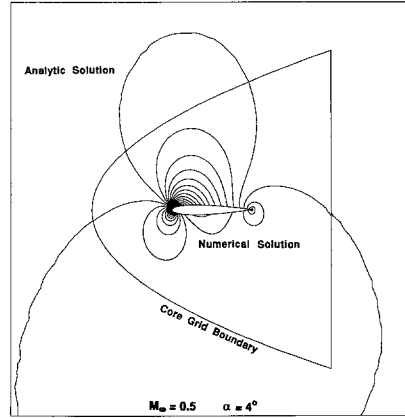 Analytic Solution
Numerical Solution
Core Grid Boundary
M∞ = 0.5 α = 4°